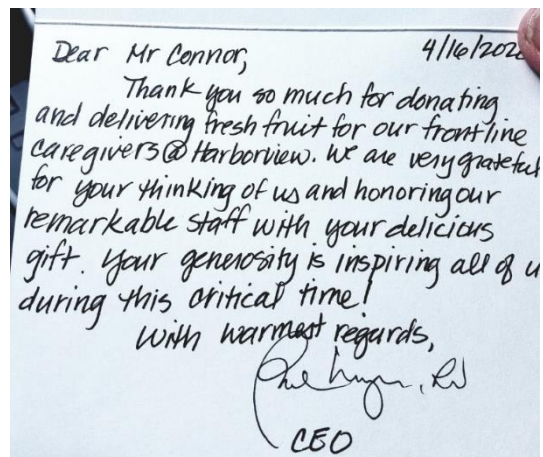 Dear Mr Connor,
4/16/202
Thank you so much for donating
and delivering fresh fruit for our frontline
caregivers @ Harborview. We are very grateful
for your thinking of us and honoring our
remarkable staff with your delicious
gift. Your generosity is inspiring all of u
during this critical time!
With warmest regards,
RN
CEO